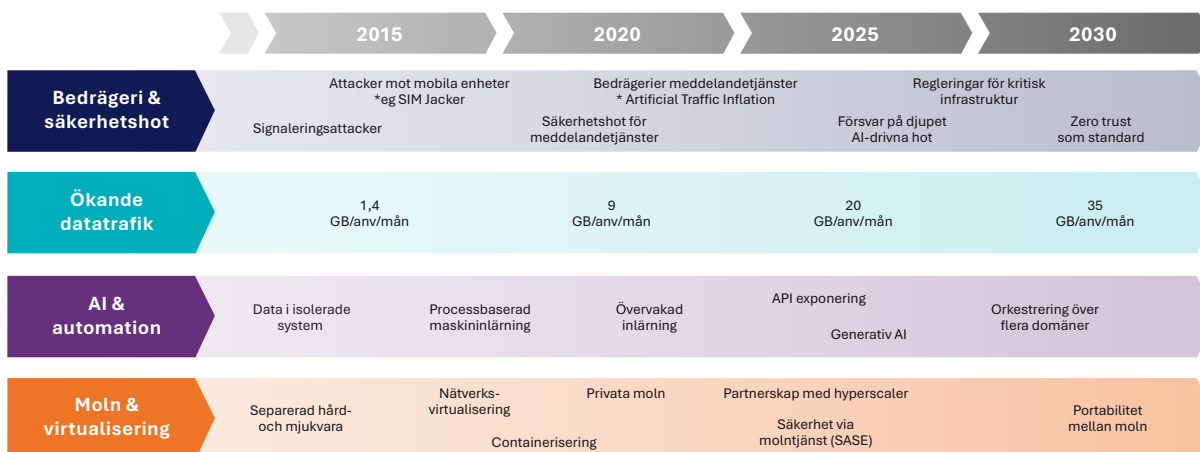 2015
2020
2025
2030
Bedrägeri &
säkerhetshot
Attacker mot mobila enheter
*eg SIM Jacker
Signaleringsattacker
Bedrägerier meddelandetjänster
* Artificial Traffic Inflation
Säkerhetshot för
meddelandetjänster
Regleringar för kritisk
infrastruktur
Försvar på djupet
AI-drivna hot
Zero trust
som standard
Ökande
datatrafik
1,4
GB/anv/mån
9
GB/anv/mån
20
GB/anv/mån
35
GB/anv/mån
AI &
automation
Data i isolerade
system
Processbaserad
maskininlärning
Övervakad
inlärning
API exponering
Generativ AI
Orkestrering över
flera domäner
Moln &
virtualisering
Separerad hård-
och mjukvara
Nätverks-
virtualisering
Containerisering
Privata moln
Partnerskap med hyperscaler
Säkerhet via
molntjänst (SASE)
Portabilitet
mellan moln